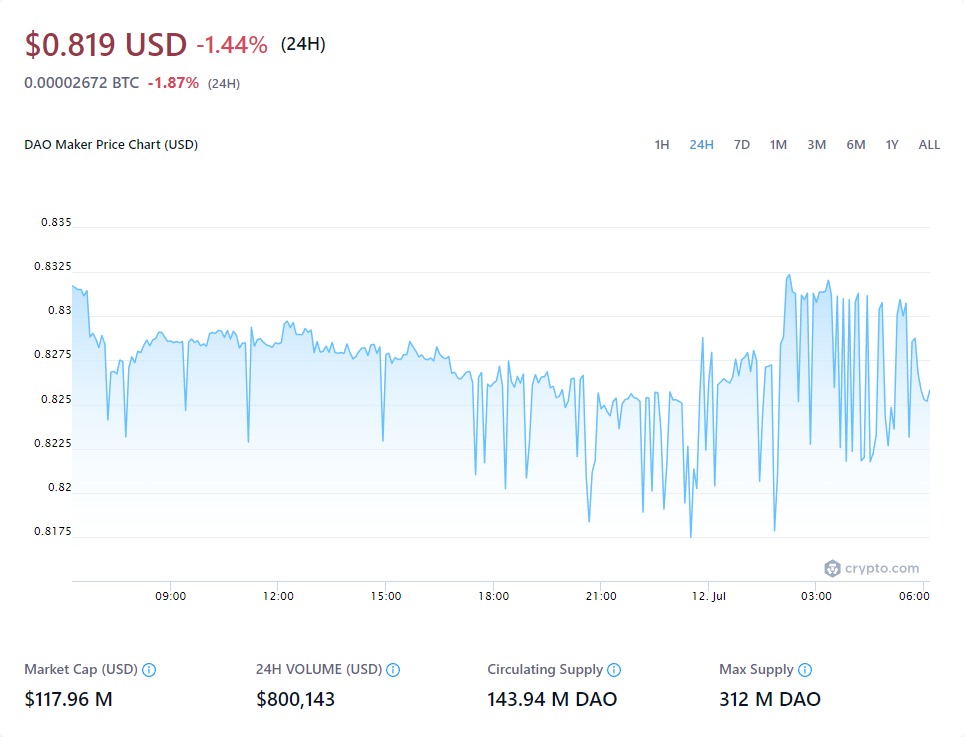 $0.819 USD -1.44% (24H)
0.00002672 BTC -1.87% (24H)
DAO Maker Price Chart (USD) 1H 24H 7D 1M 3M 6M 1Y ALL
0.835
0.8325
0.83
0.8275
0.825
0.8225
0.82
0.8175
crypto.com
09:00 12:00 15:00 18:00 21:00 12. Jul 03:00 06:00
Market Cap (USD) 24H VOLUME (USD) Circulating Supply Max Supply
$117.96 M $800,143 143.94 M DAO 312 M DAO